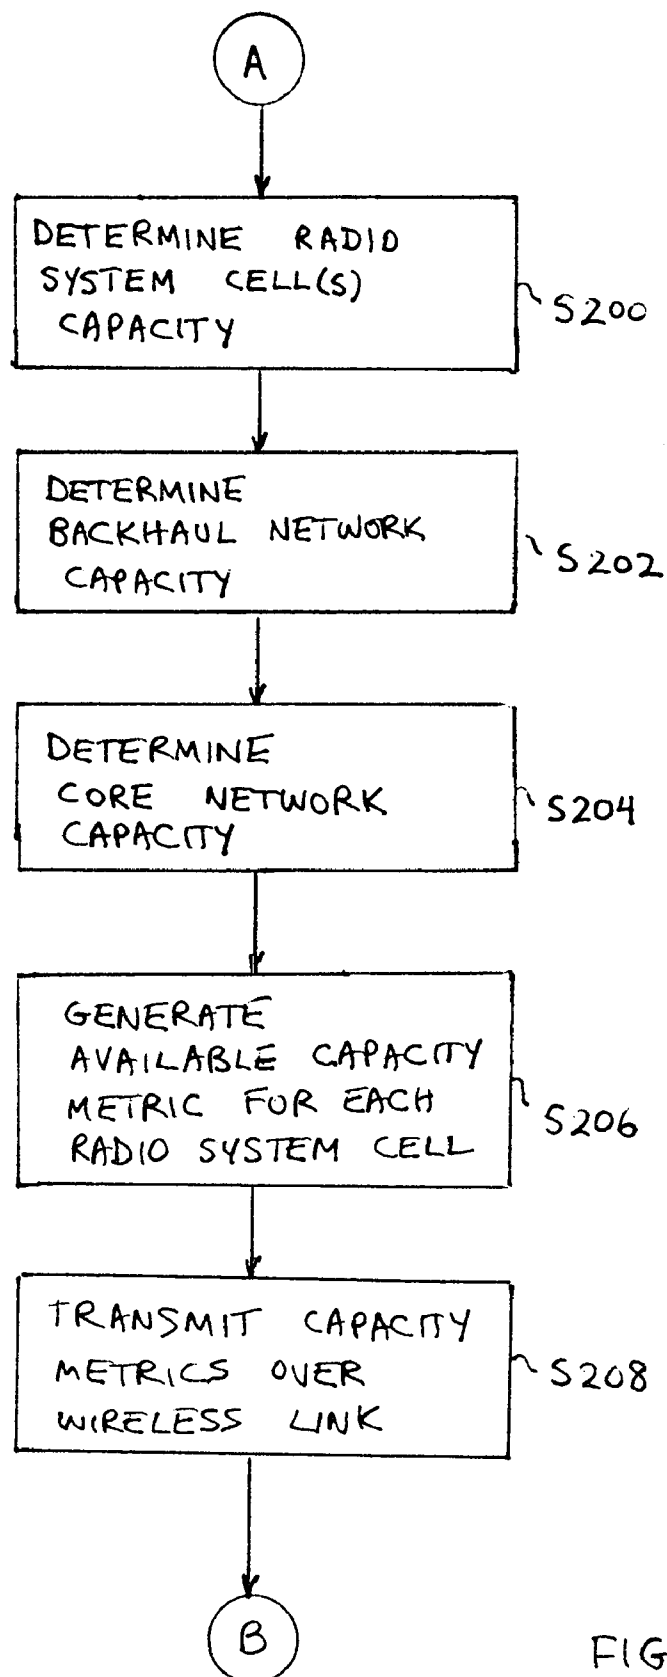 A
DETERMINE RADIO
SYSTEM CELL(S)
CAPACITY
S200
DETERMINE
BACKHAUL NETWORK
CAPACITY
S202
DETERMINE
CORE NETWORK
CAPACITY
S204
GENERATE
AVAILABLE CAPACITY
METRIC FOR EACH
RADIO SYSTEM CELL
S206
TRANSMIT CAPACITY
METRICS OVER
WIRELESS LINK
S208
B
FIG